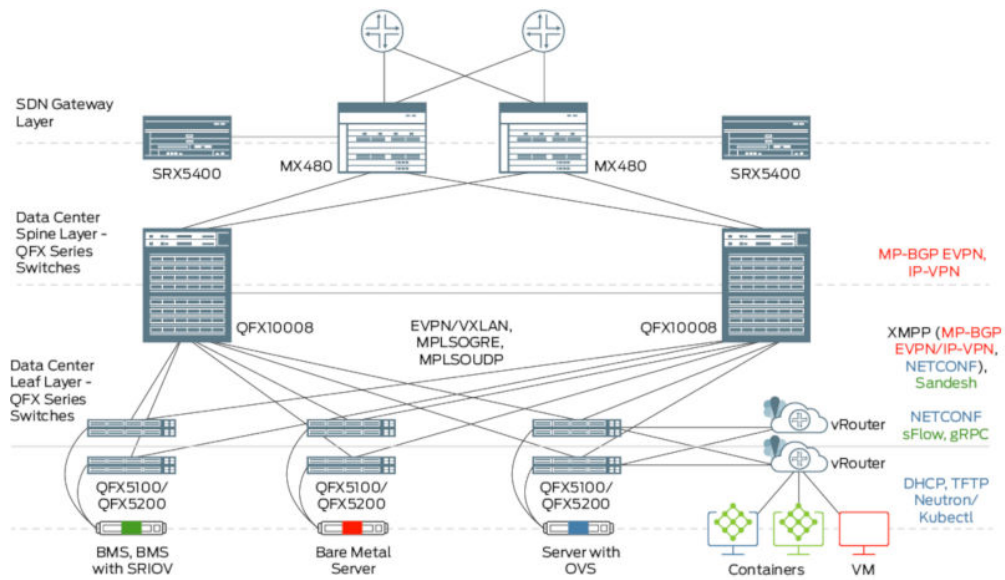 SDN Gateway
Layer
SRX5400
MX480
MX480
SRX5400
Data Center
Spine Layer -
QFX Series
Switches
MP-BGP EVPN,
IP-VPN
QFX10008
EVPN/VXLAN,
MPLSOGRE,
MPLSOUDP
QFX10008
XMPP (MP-BGP
EVPN/IP-VPN,
NETCONF),
Sandesh
Data Center
Leaf Layer -
QFX Series
Switches
vRouter
NETCONF
sFlow, gRPC
vRouter
QFX5100/
QFX5200
QFX5100/
QFX5200
QFX5100/
QFX5200
DHCP, TFTP
Neutron/
Kubectl
BMS, BMS
with SRIOV
Bare Metal
Server
Server with
OVS
Containers
VM